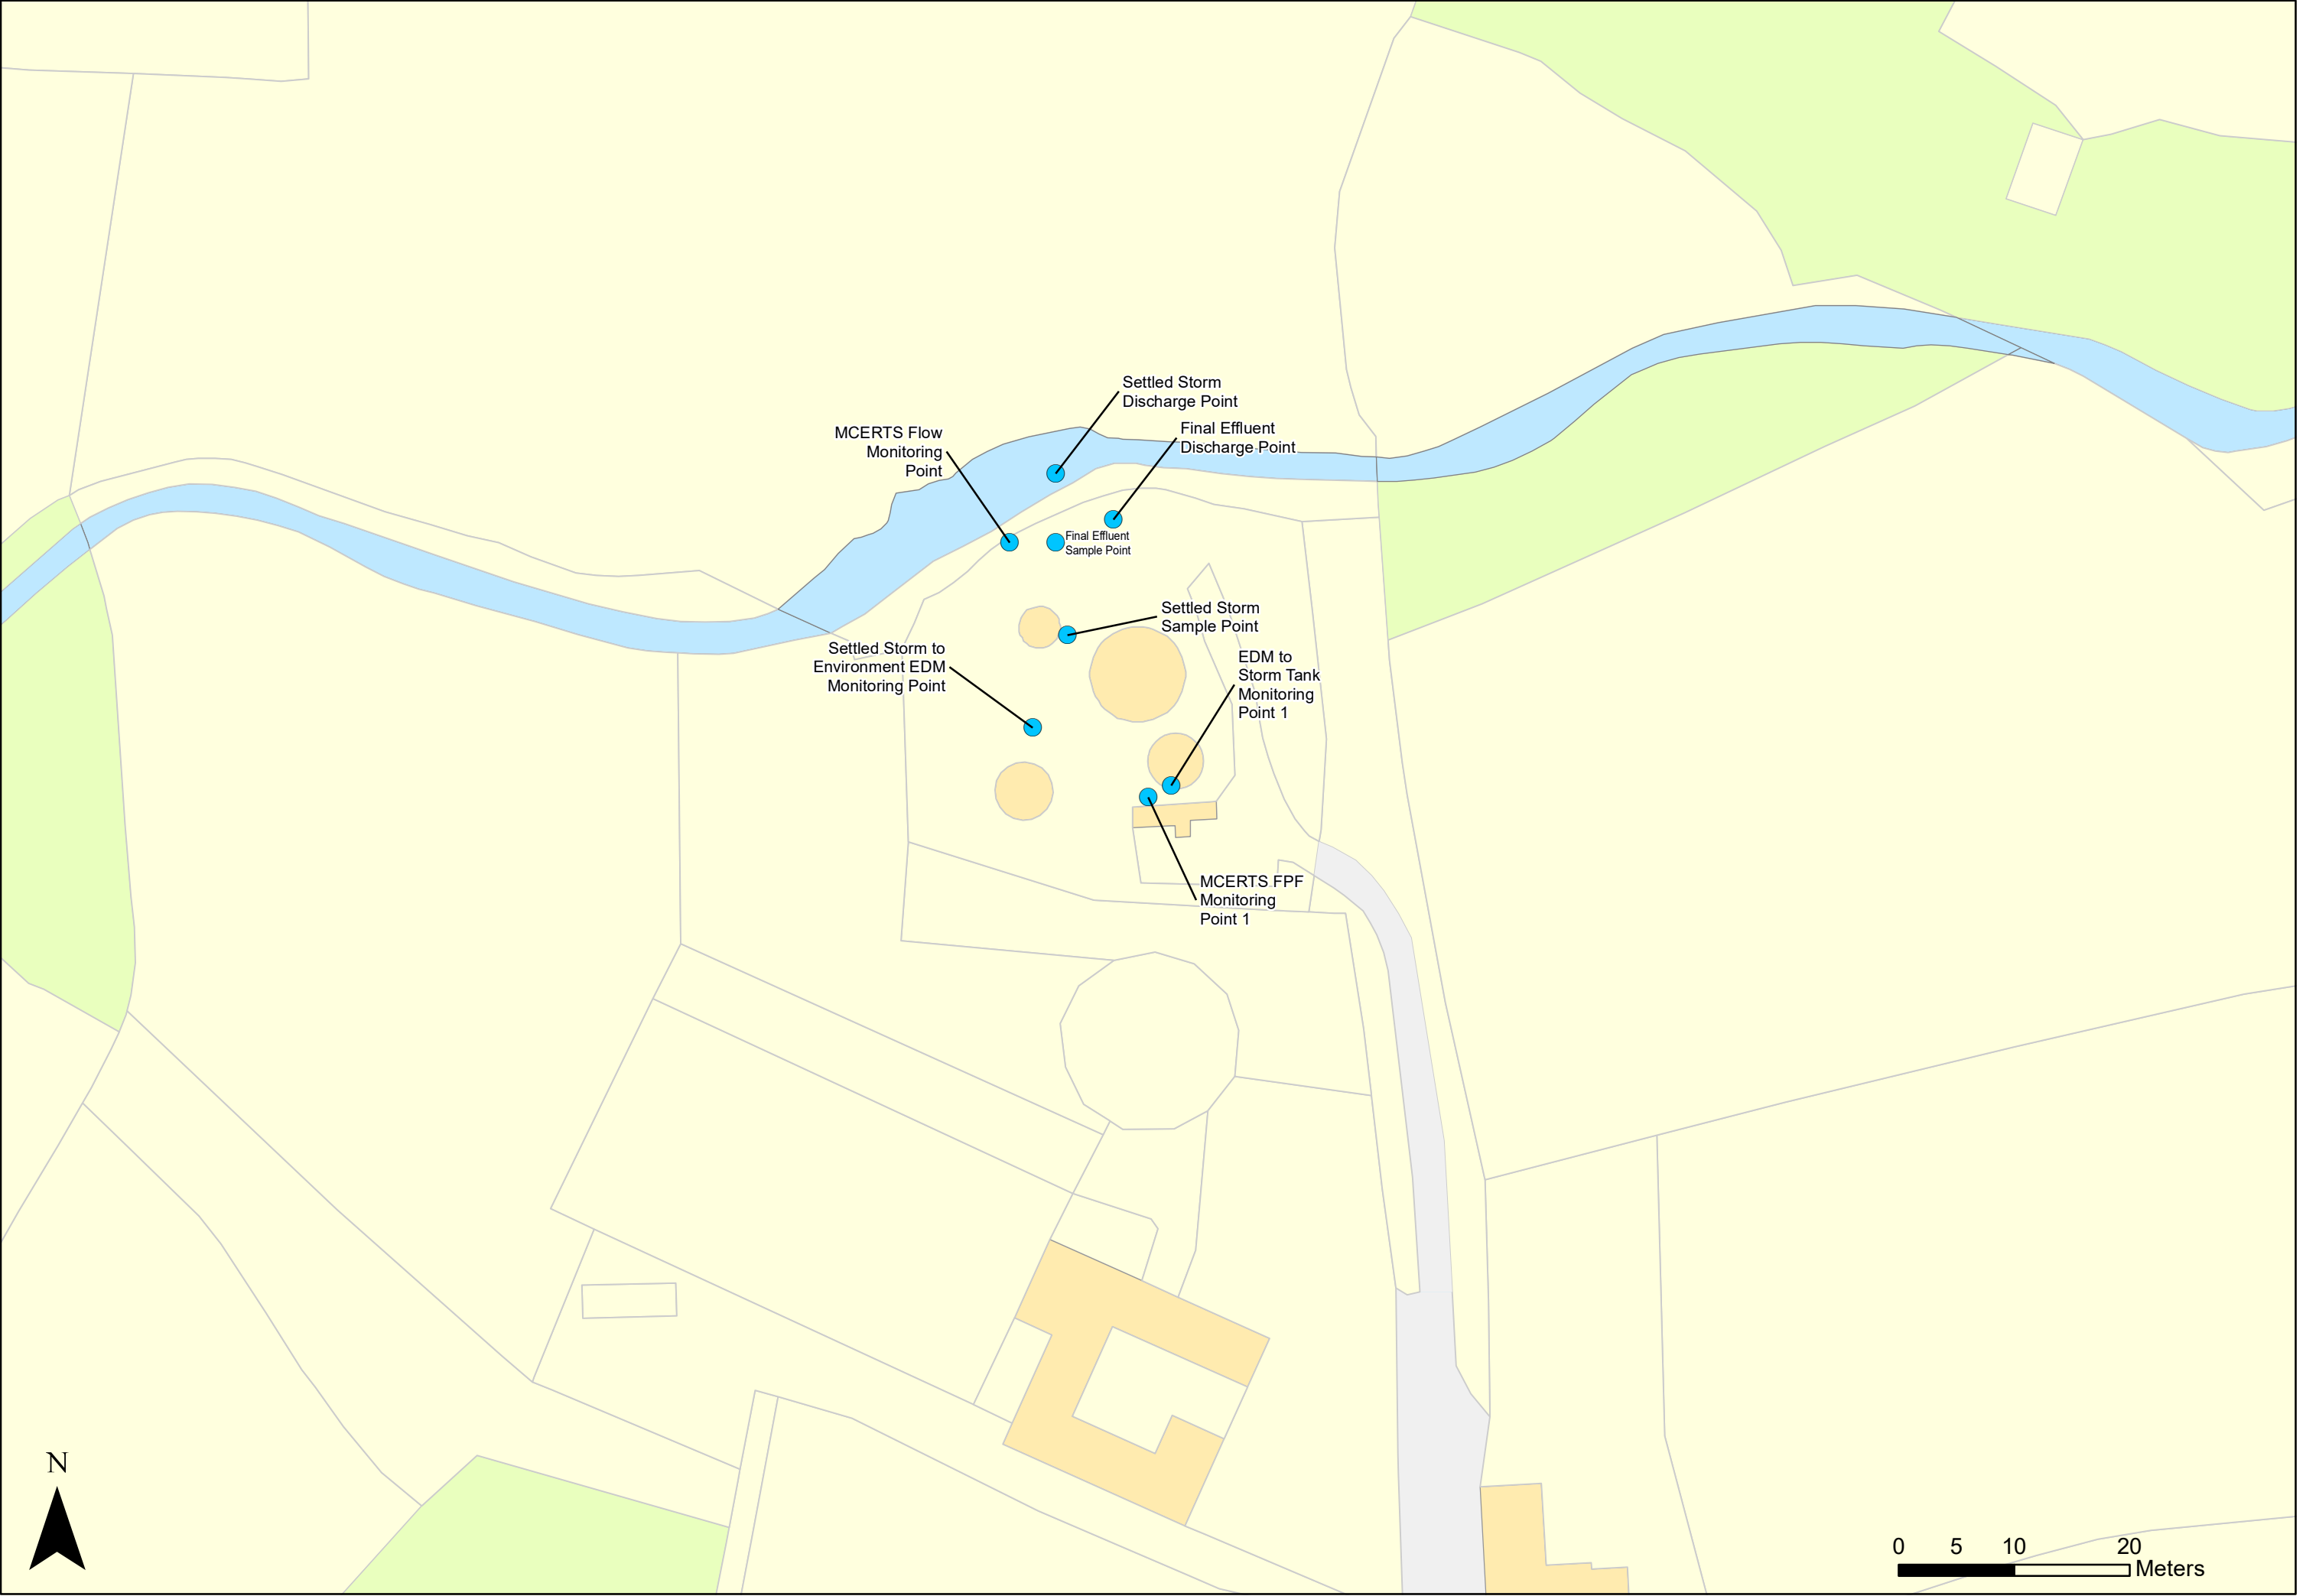 Settled Storm
Discharge Point
MCERTS Flow
Monitoring
Point
Final Effluent
Discharge Point
Final Effluent
Sample Point
Settled Storm
Sample Point
Settled Storm to
Environment EDM
Monitoring Point
EDM to
Storm Tank
Monitoring
Point 1
MCERTS FPF
Monitoring
Point 1
N
0 5 10 20
Meters